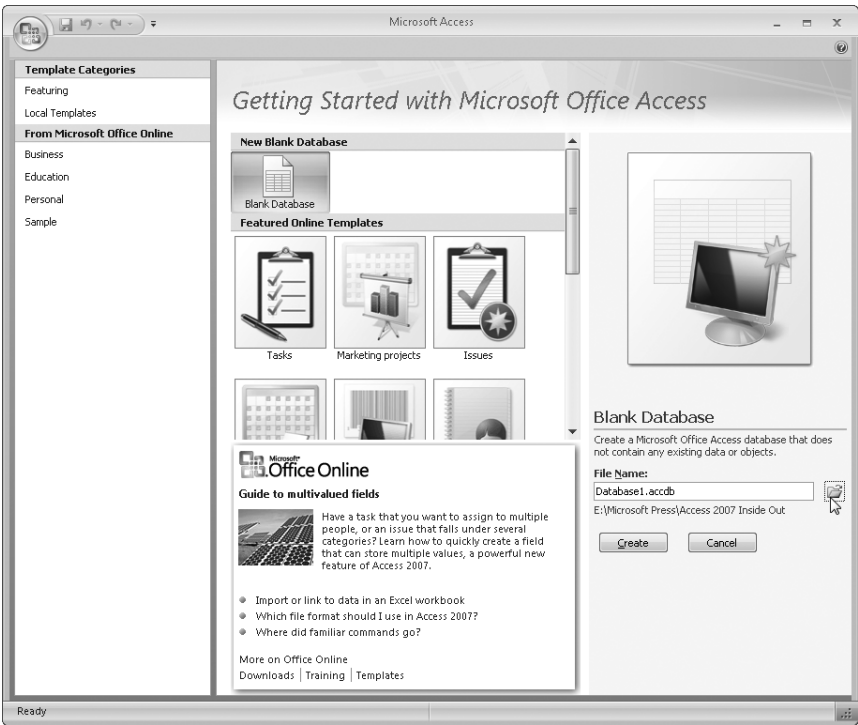 Microsoft Access
Template Categories
Featuring
Local Templates
From Microsoft Office Online
Business
Education
Personal
Sample
Getting Started with Microsoft Office Access
New Blank Database
Blank Database
Featured Online Templates
Tasks
Marketing projects
Issues
Microsoft®
Office Online
Guide to multivalued fields
Have a task that you want to assign to multiple
people, or an issue that falls under several
categories? Learn how to quickly create a field
that can store multiple values, a powerful new
feature of Access 2007.
Import or link to data in an Excel workbook
Which file format should I use in Access 2007?
Where did familiar commands go?
More on Office Online
Downloads | Training | Templates
Blank Database
Create a Microsoft Office Access database that does
not contain any existing data or objects.
File Name:
Database1.accdb
E:\Microsoft Press\Access 2007 Inside Out
Create
Cancel
Ready